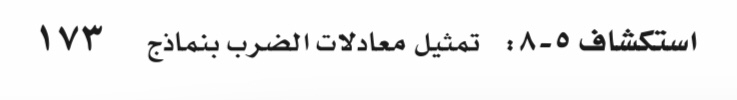 استكشاف ٥-٨ : تمثيل معادلات الضرب بنماذج ١٧٣